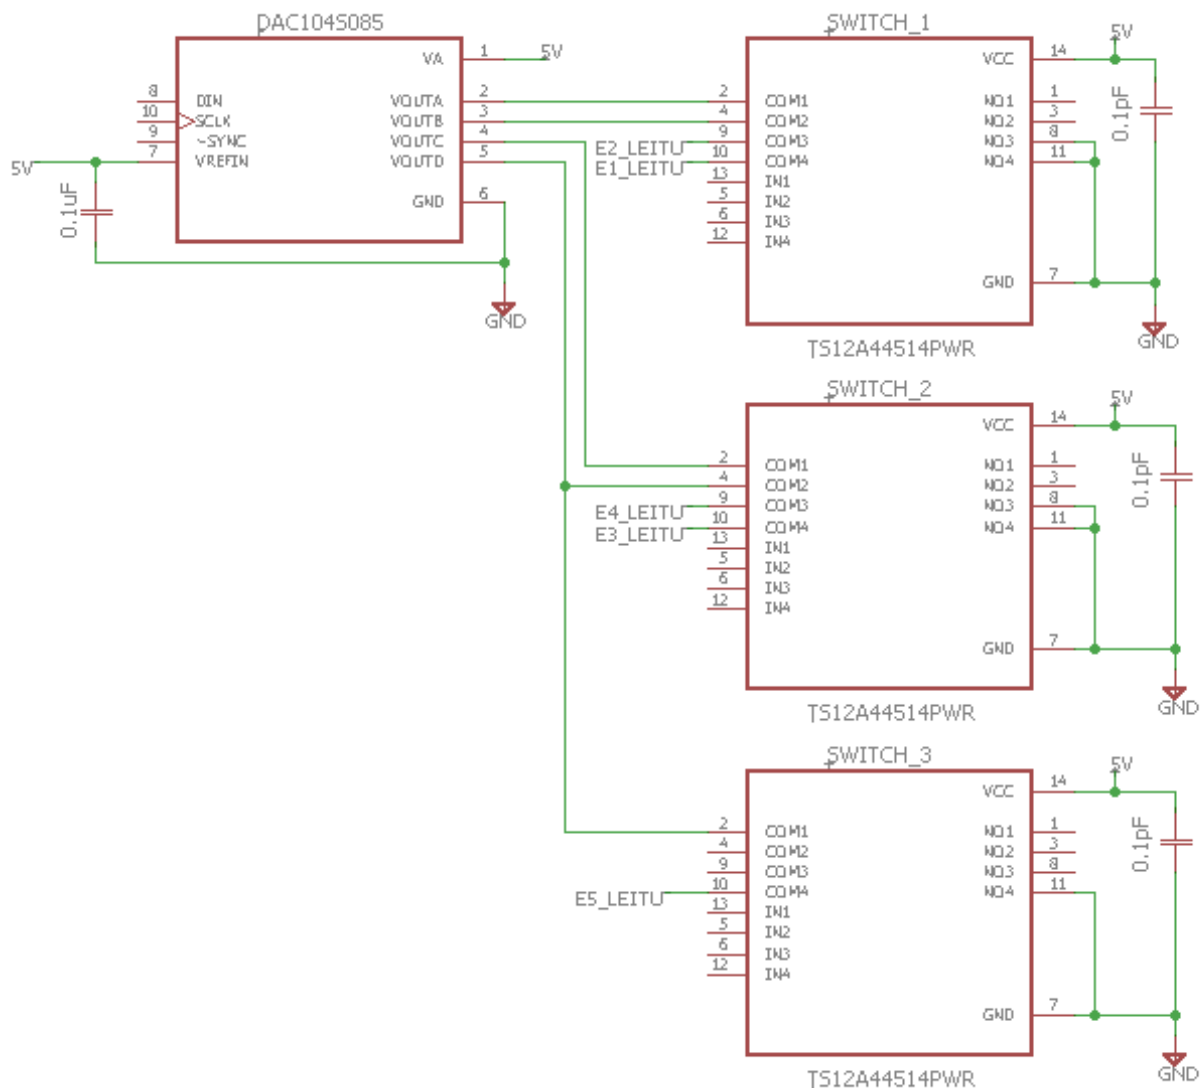 DAC104S085
VA 1 5V
8 DIN
10 SCLK
9 ~SYNC
7 VREFIN
5V
VOUTA 2
VOUTB 3
VOUTC 4
VOUTD 5
GND 6
0.1uF
GND
SWITCH_1
VCC 14
5V
2 COM1
4 COM2
E2_LEITU 9 COM3
E1_LEITU 10 COM4
13 IN1
5 IN2
6 IN3
12 IN4
NO1 1
NO2 3
NO3 8
NO4 11
GND 7
0.1pF
GND
TS12A44514PWR
SWITCH_2
VCC 14
5V
2 COM1
4 COM2
E4_LEITU 9 COM3
E3_LEITU 10 COM4
13 IN1
5 IN2
6 IN3
12 IN4
NO1 1
NO2 3
NO3 8
NO4 11
GND 7
0.1pF
GND
TS12A44514PWR
SWITCH_3
VCC 14
5V
2 COM1
4 COM2
9 COM3
E5_LEITU 10 COM4
13 IN1
5 IN2
6 IN3
12 IN4
NO1 1
NO2 3
NO3 8
NO4 11
GND 7
0.1pF
GND
TS12A44514PWR